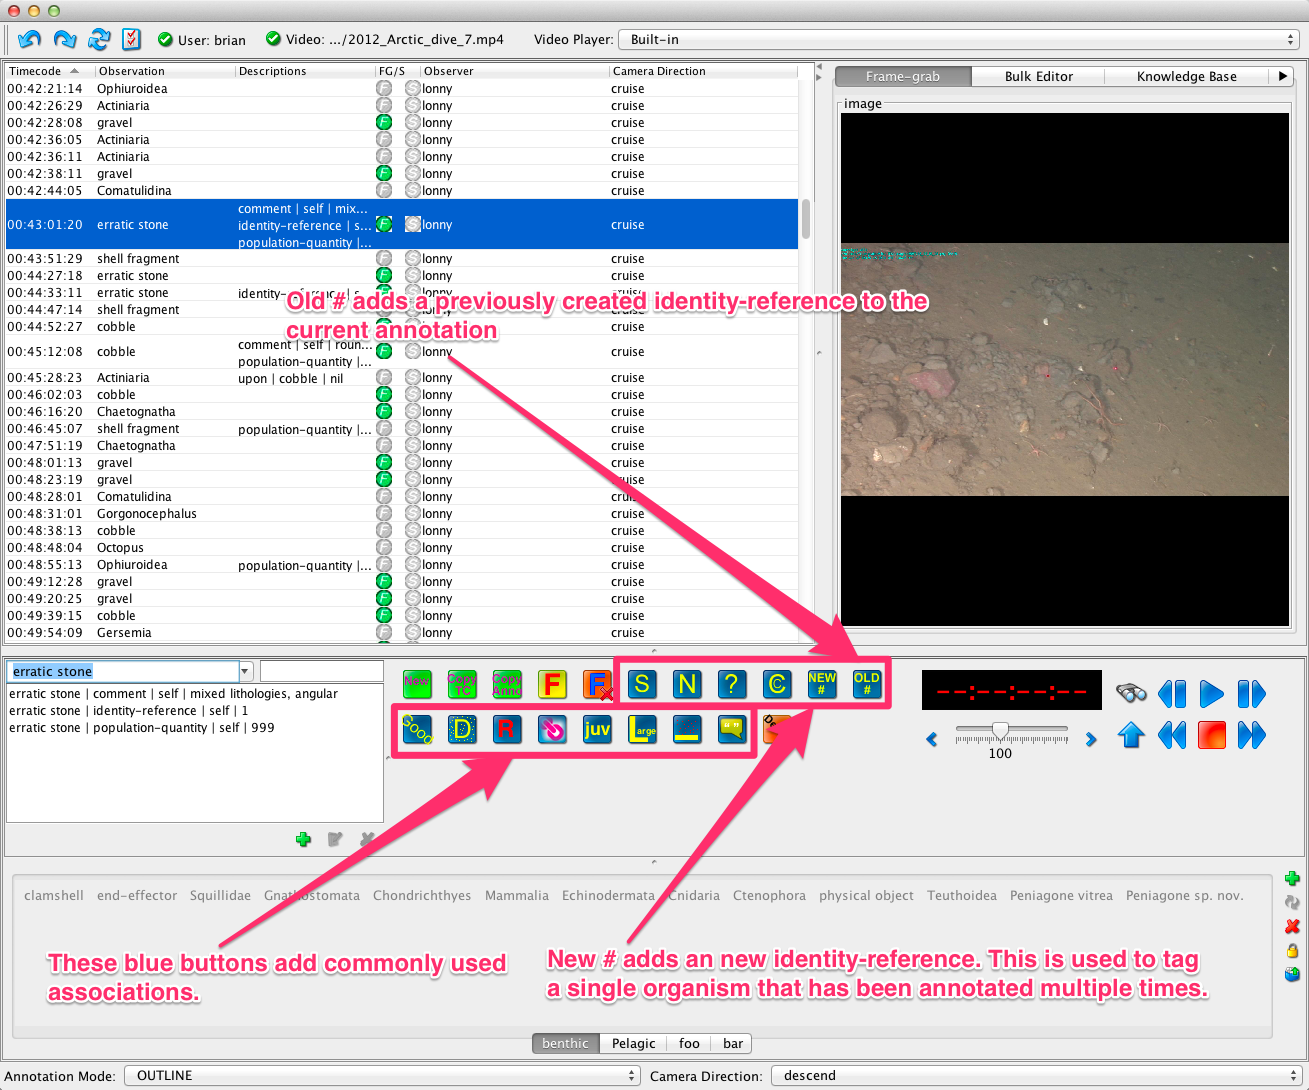 User: brian Video: .../2012_Arctic_dive_7.mp4 Video Player: Built-in
Timecode Observation Descriptions FG/S Observer Camera Direction
00:42:21:14 Ophiuroidea F S lonny cruise
00:42:26:29 Actiniaria F S lonny cruise
00:42:28:08 gravel F S lonny cruise
00:42:36:05 Actiniaria F S lonny cruise
00:42:36:11 Actiniaria F S lonny cruise
00:42:38:11 gravel F S lonny cruise
00:42:44:05 Comatulidina F S lonny cruise
comment | self | mix...
00:43:01:20 erratic stone identity-reference | s... F S lonny cruise
population-quantity |...
00:43:51:29 shell fragment F S lonny cruise
00:44:27:18 erratic stone F S lonny cruise
00:44:33:11 erratic stone lonny cruise
00:44:47:14 shell fragment lonny cruise
00:44:52:27 cobble lonny cruise
comment | self | roun...
00:45:12:08 cobble F S lonny cruise
population-quantity |...
00:45:28:23 Actiniaria upon | cobble | nil F S lonny cruise
00:46:02:03 cobble F S lonny cruise
00:46:16:20 Chaetognatha F S lonny cruise
00:46:45:07 shell fragment population-quantity |... F S lonny cruise
00:47:51:19 Chaetognatha F S lonny cruise
00:48:01:13 gravel F S lonny cruise
00:48:23:19 gravel F S lonny cruise
00:48:28:01 Comatulidina F S lonny cruise
00:48:31:01 Gorgonocephalus F S lonny cruise
00:48:38:13 cobble F S lonny cruise
00:48:48:04 Octopus F S lonny cruise
00:48:55:13 Ophiuroidea population-quantity |... F S lonny cruise
00:49:12:28 gravel F S lonny cruise
00:49:20:25 gravel F S lonny cruise
00:49:39:15 cobble F S lonny cruise
00:49:54:09 Gersemia F S lonny cruise
Old # adds a previously created identity-reference to the
current annotation
Frame-grab Bulk Editor Knowledge Base
image
erratic stone
erratic stone | comment | self | mixed lithologies, angular
erratic stone | identity-reference | self | 1
erratic stone | population-quantity | self | 999
New Copy TC Copy Anno F F S N ? C NEW # OLD #
Good D R juv Large
--:--:--:--
100
clamshell end-effector Squillidae Gnathostomata Chondrichthyes Mammalia Echinodermata Cnidaria Ctenophora physical object Teuthoidea Peniagone vitrea Peniagone sp. nov.
These blue buttons add commonly used
associations.
New # adds an new identity-reference. This is used to tag
a single organism that has been annotated multiple times.
benthic Pelagic foo bar
Annotation Mode: OUTLINE Camera Direction: descend